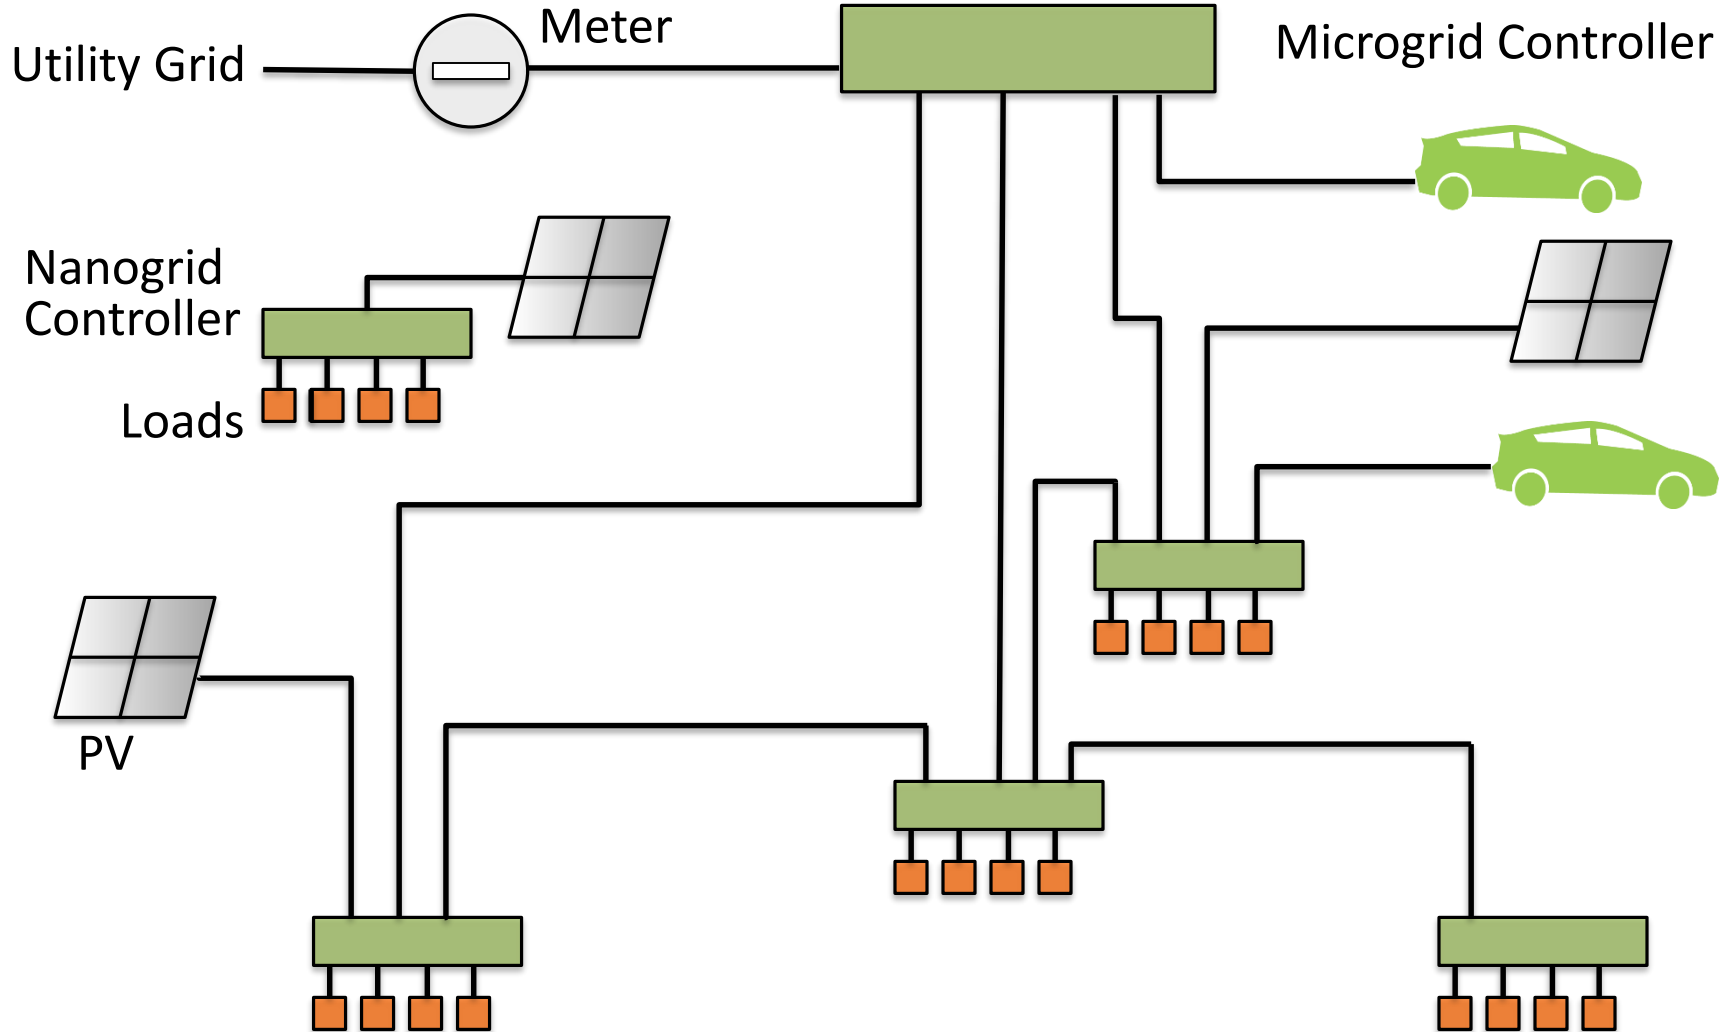 Utility Grid
Meter
Microgrid Controller
Nanogrid
Controller
Loads
PV